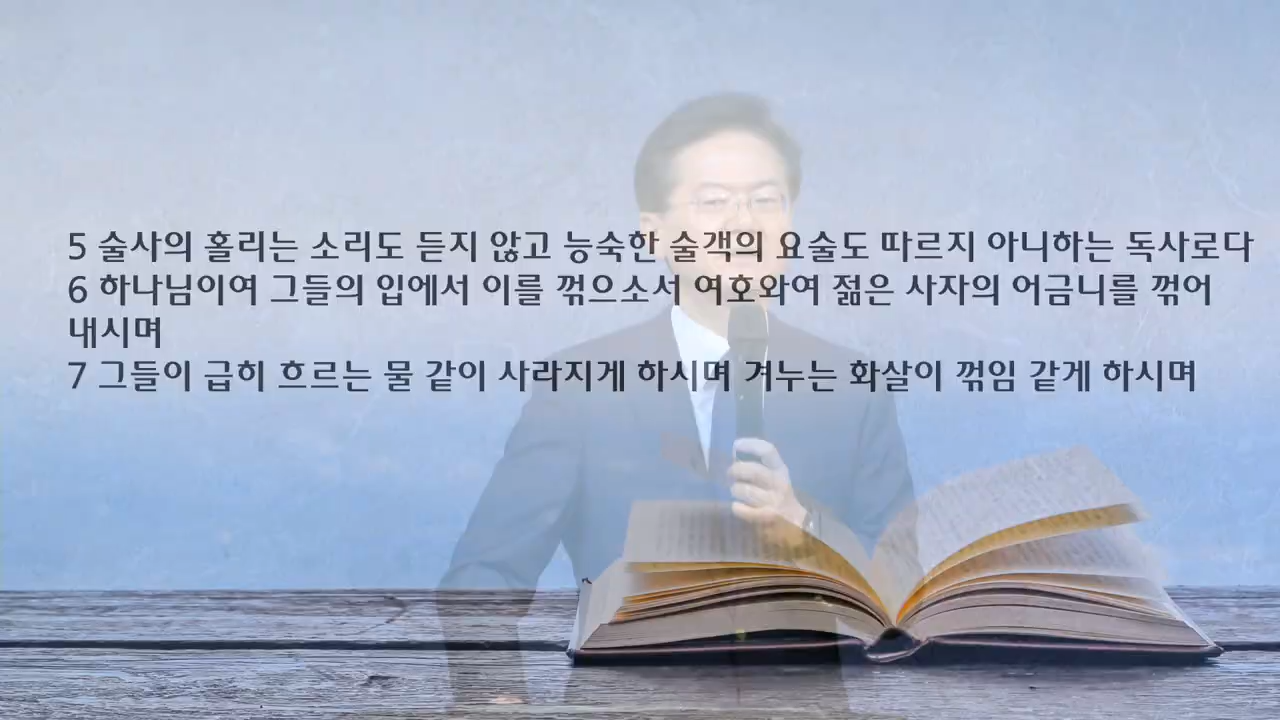 5 술사의 홀리는 소리도 듣지 않고 능숙한 술객의 요술도 따르지 아니하는 독사로다
6 하나님이여 그들의 입에서 이를 꺾으소서 여호와여 젊은 사자의 어금니를 꺾어
내시며
7 그들이 급히 흐르는 물 같이 사라지게 하시며 겨누는 화살이 꺾임 같게 하시며